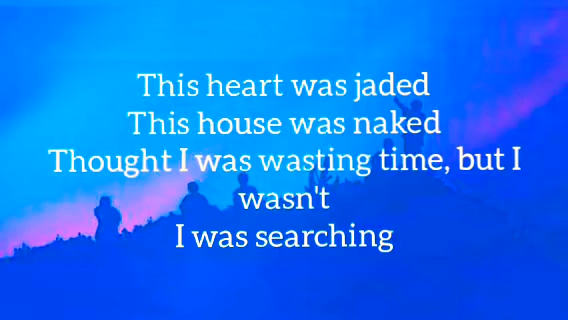 This heart was jaded
This house was naked
Thought I was wasting time, but I
wasn't
I was searching